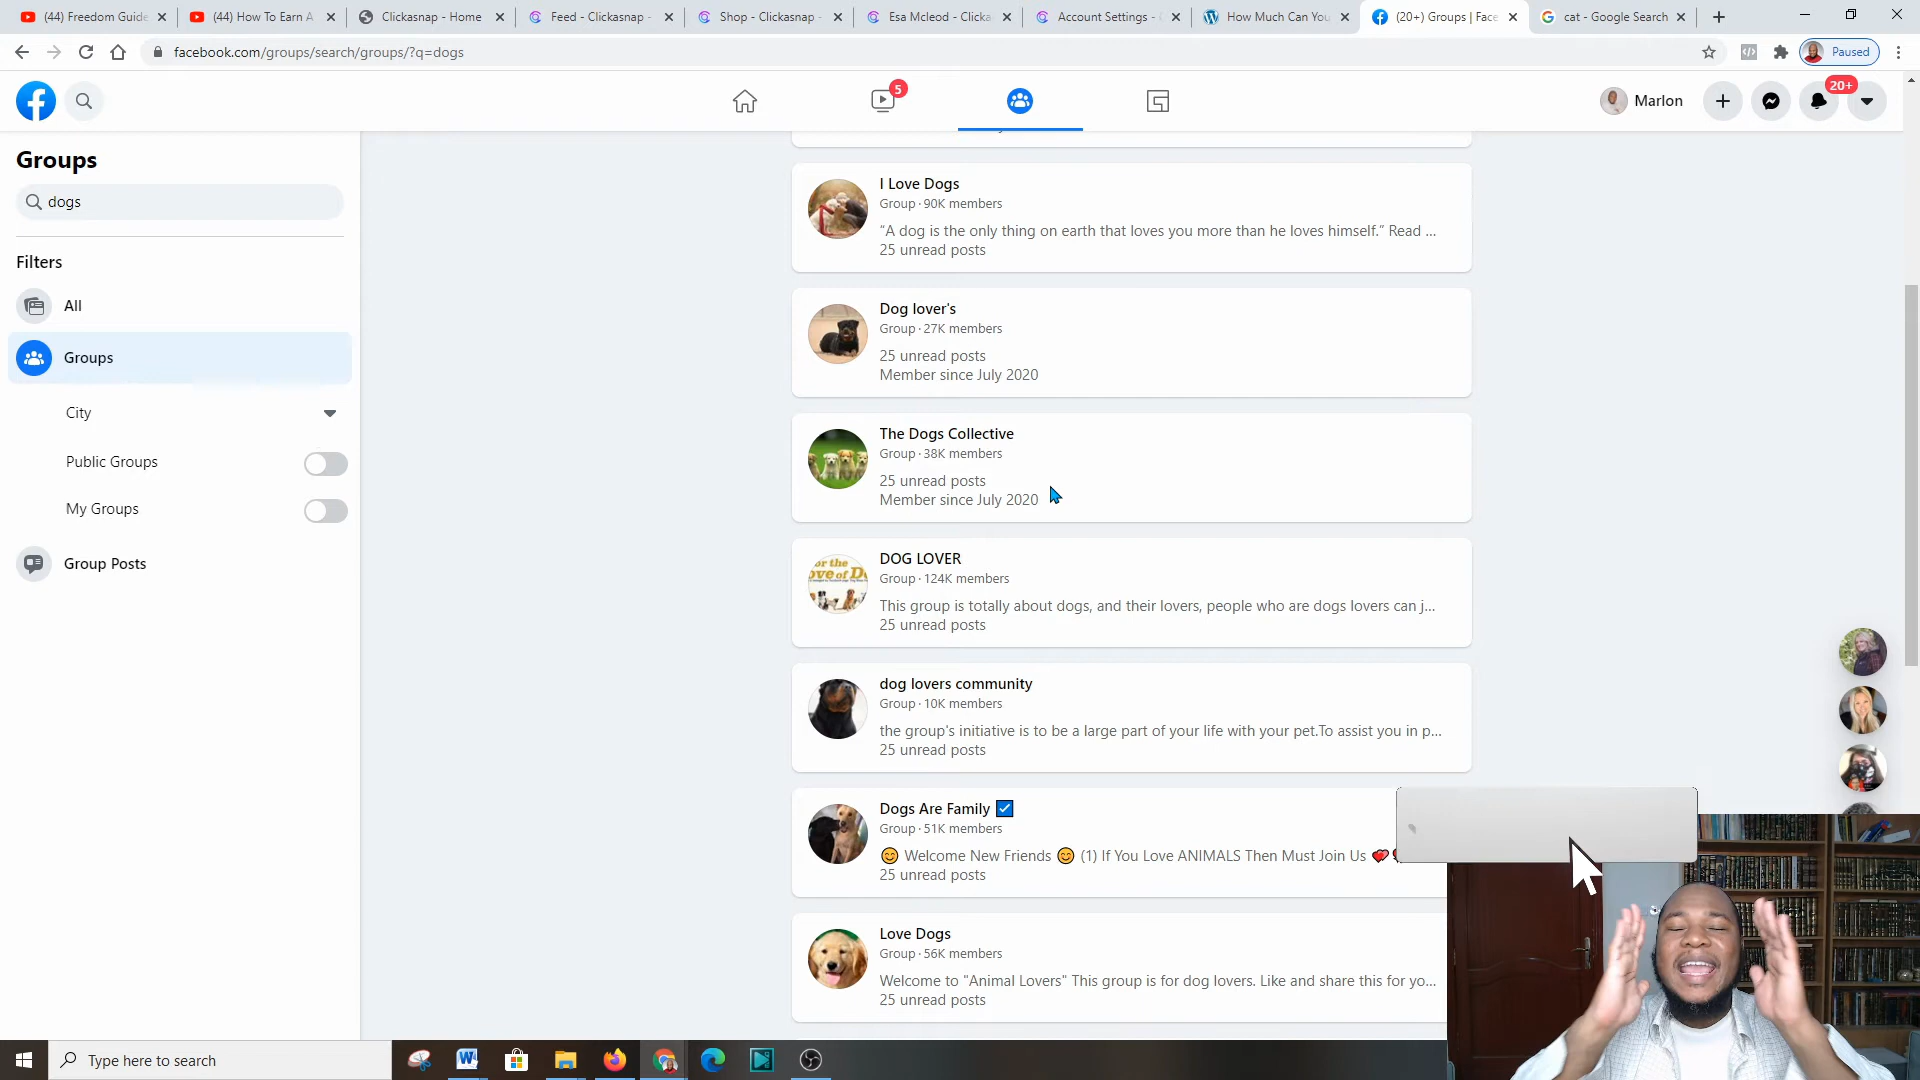 (44) Freedom Guide
(44) How To Earn A
Clickasnap - Home
Feed - Clickasnap -
Shop - Clickasnap -
Esa Mcleod - Clicka
Account Settings -
How Much Can You
(20+) Groups | Face
cat - Google Search
facebook.com/groups/search/groups/?q=dogs
Paused
5
Marlon
20+
Groups
dogs
Filters
All
Groups
City
Public Groups
My Groups
Group Posts
I Love Dogs
Group · 90K members
“A dog is the only thing on earth that loves you more than he loves himself.” Read ...
25 unread posts
Dog lover's
Group · 27K members
25 unread posts
Member since July 2020
The Dogs Collective
Group · 38K members
25 unread posts
Member since July 2020
or the
ove of D
DOG LOVER
Group · 124K members
This group is totally about dogs, and their lovers, people who are dogs lovers can j...
25 unread posts
dog lovers community
Group · 10K members
the group's initiative is to be a large part of your life with your pet.To assist you in p...
25 unread posts
Dogs Are Family ☑
Group · 51K members
😊 Welcome New Friends 😊 (1) If You Love ANIMALS Then Must Join Us
25 unread posts
Love Dogs
Group · 56K members
Welcome to "Animal Lovers" This group is for dog lovers. Like and share this for yo...
25 unread posts
Type here to search